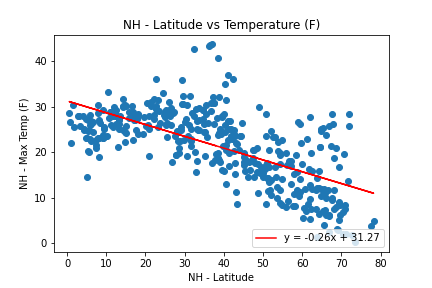 NH - Latitude vs Temperature (F)
NH - Max Temp (F)
40
30
20
10
0
y = -0.26x + 31.27
0 10 20 30 40 50 60 70 80
NH - Latitude